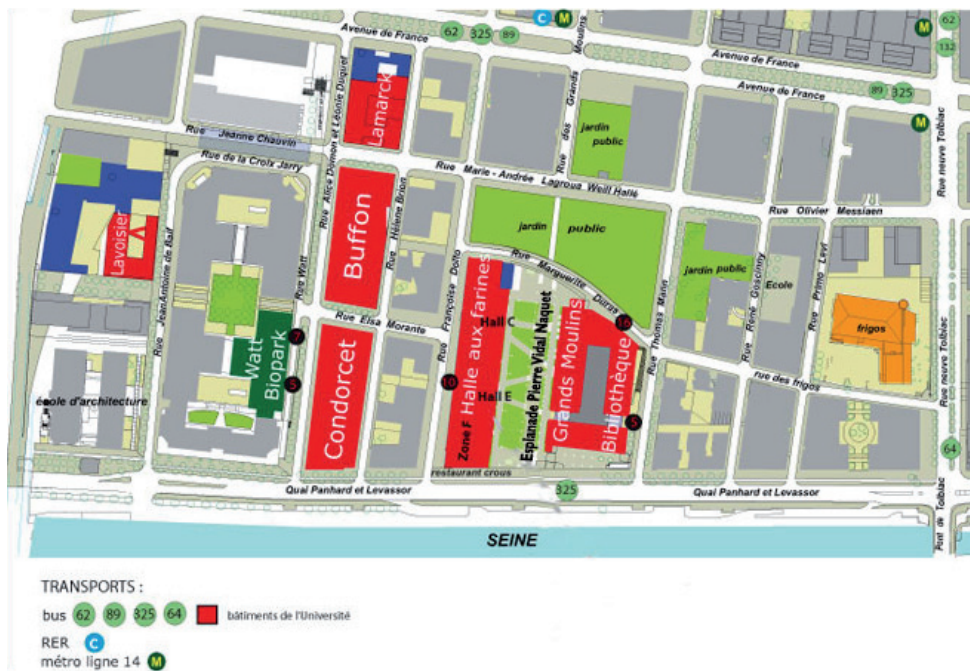 C
M
M
Avenue de France
62
325
89
Moulins
Avenue de France
62
132
Avenue de France
89
325
M
Lamarck
Rue Alice Domon et Léonie Duquet
Rue des Grands
jardin
public
Rue neuve Tolbiac
Rue Jeanne Chauvin
Rue de la Croix Jarry
Rue Marie - Andrée Lagroua Weill Hallé
Rue Olivier Messiaen
Lavoisier
Rue Jean Antoine de Baïf
Rue Watt
Buffon
Rue Hélène Brion
Rue Françoise Dolto
jardin public
Rue Marguerite Duras
jardin public
Ecole
Rue Thomas Mann
René Goscinny
Rue Primo Levi
frigos
Rue Elsa Morante
Watt
Biopark
7
5
Condorcet
10
Zone F
Halle aux farines
Hall C
Hall E
Esplanade Pierre Vidal Naquet
Grands Moulins
16
Bibliothèque
5
rue des frigos
Rue neuve Tolbiac
école d'architecture
restaurant crous
64
Quai Panhard et Levassor
325
Quai Panhard et Levassor
Pont de Tolbiac
SEINE
TRANSPORTS :
bus 62 89 325 64 bâtiments de l'Université
RER C
métro ligne 14 M